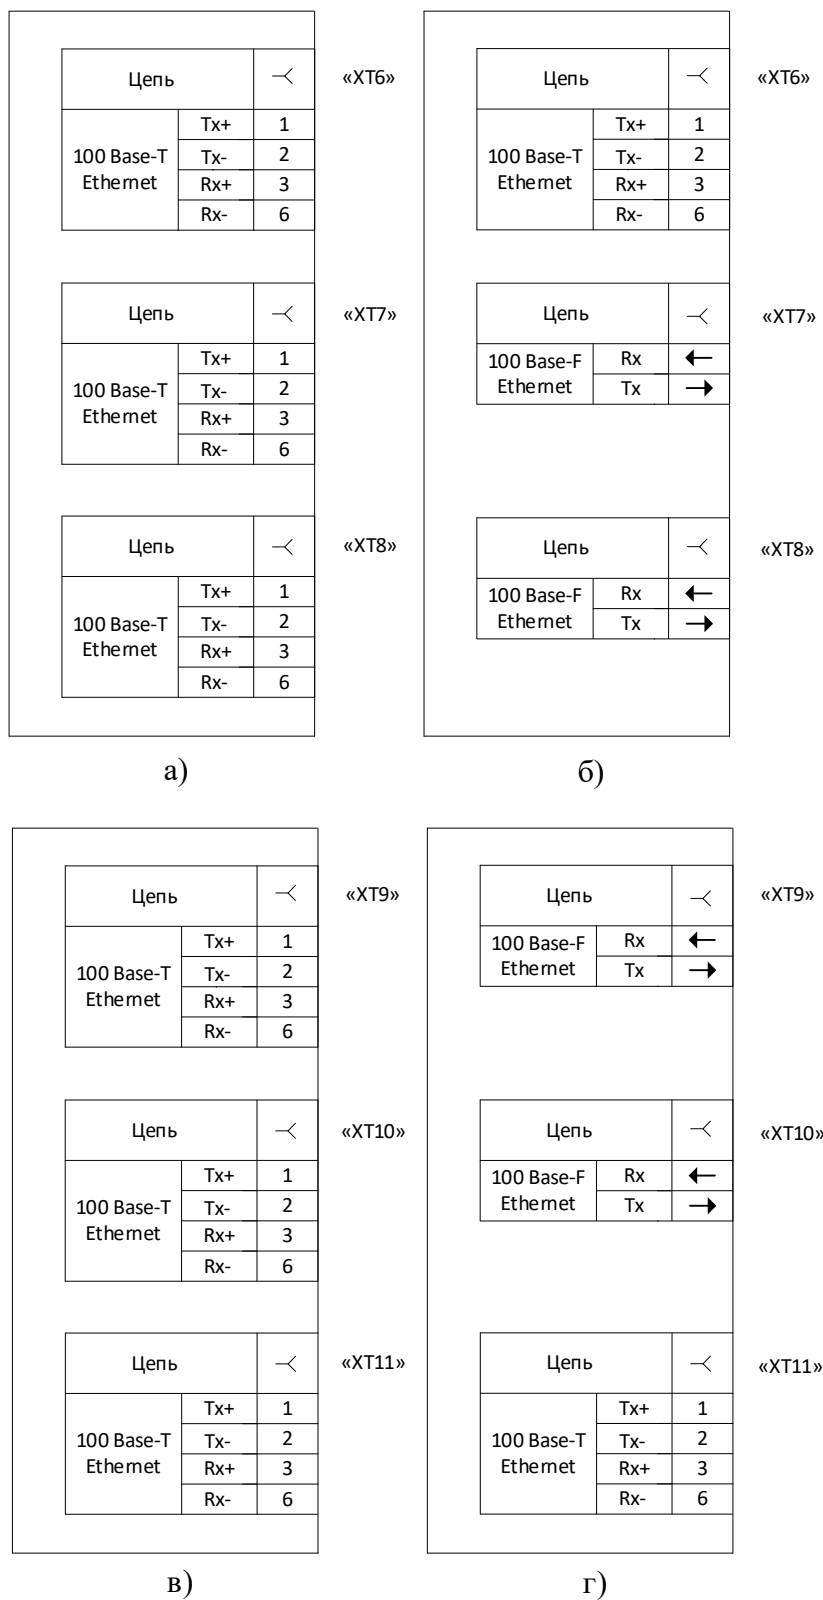 Цепь
«XT6»
100 Base-T
Ethernet
Tx+ 1
Tx- 2
Rx+ 3
Rx- 6
Цепь
«XT7»
100 Base-T
Ethernet
Tx+ 1
Tx- 2
Rx+ 3
Rx- 6
Цепь
«XT8»
100 Base-T
Ethernet
Tx+ 1
Tx- 2
Rx+ 3
Rx- 6
а)
Цепь
«XT6»
100 Base-T
Ethernet
Tx+ 1
Tx- 2
Rx+ 3
Rx- 6
Цепь
«XT7»
100 Base-F
Ethernet
Rx
Tx
Цепь
«XT8»
100 Base-F
Ethernet
Rx
Tx
б)
Цепь
«XT9»
100 Base-T
Ethernet
Tx+ 1
Tx- 2
Rx+ 3
Rx- 6
Цепь
«XT10»
100 Base-T
Ethernet
Tx+ 1
Tx- 2
Rx+ 3
Rx- 6
Цепь
«XT11»
100 Base-T
Ethernet
Tx+ 1
Tx- 2
Rx+ 3
Rx- 6
в)
Цепь
«XT9»
100 Base-F
Ethernet
Rx
Tx
Цепь
«XT10»
100 Base-F
Ethernet
Rx
Tx
Цепь
«XT11»
100 Base-T
Ethernet
Tx+ 1
Tx- 2
Rx+ 3
Rx- 6
г)